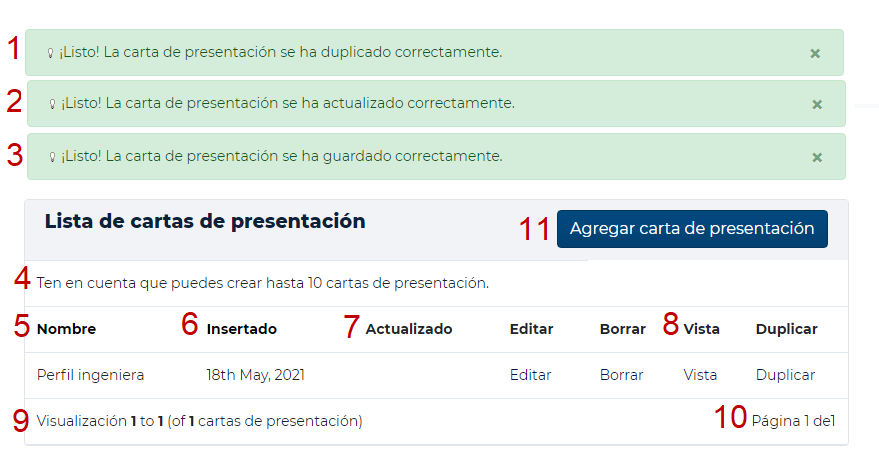 1 ¡Listo! La carta de presentación se ha duplicado correctamente. ×
2 ¡Listo! La carta de presentación se ha actualizado correctamente. ×
3 ¡Listo! La carta de presentación se ha guardado correctamente. ×
Lista de cartas de presentación 11 Agregar carta de presentación
4 Ten en cuenta que puedes crear hasta 10 cartas de presentación.
5 Nombre 6 Insertado 7 Actualizado Editar Borrar 8 Vista Duplicar
Perfil ingeniera 18th May, 2021 Editar Borrar Vista Duplicar
9 Visualización 1 to 1 (of 1 cartas de presentación) 10 Página 1 de1